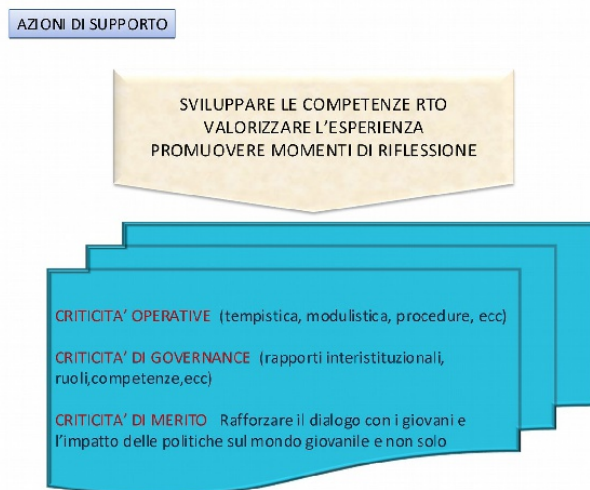 AZIONI DI SUPPORTO
SVILUPPARE LE COMPETENZE RTO
VALORIZZARE L'ESPERIENZA
PROMUOVERE MOMENTI DI RIFLESSIONE
CRITICITA' OPERATIVE (tempistica, modulistica, procedure, ecc)
CRITICITA' DI GOVERNANCE (rapporti interistituzionali,
ruoli,competenze,ecc)
CRITICITA' DI MERITO Rafforzare il dialogo con i giovani e
l'impatto delle politiche sul mondo giovanile e non solo